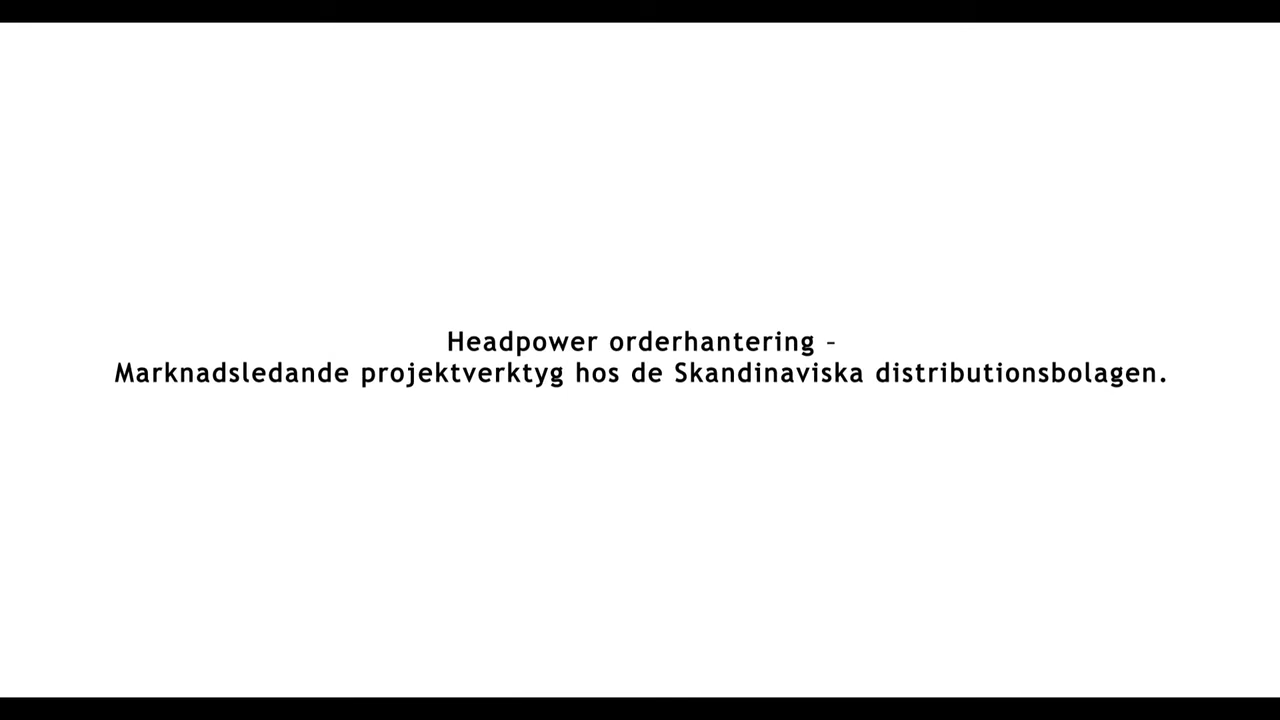 Headpower orderhantering –
Marknadsledande projektverktyg hos de Skandinaviska distributionsbolagen.